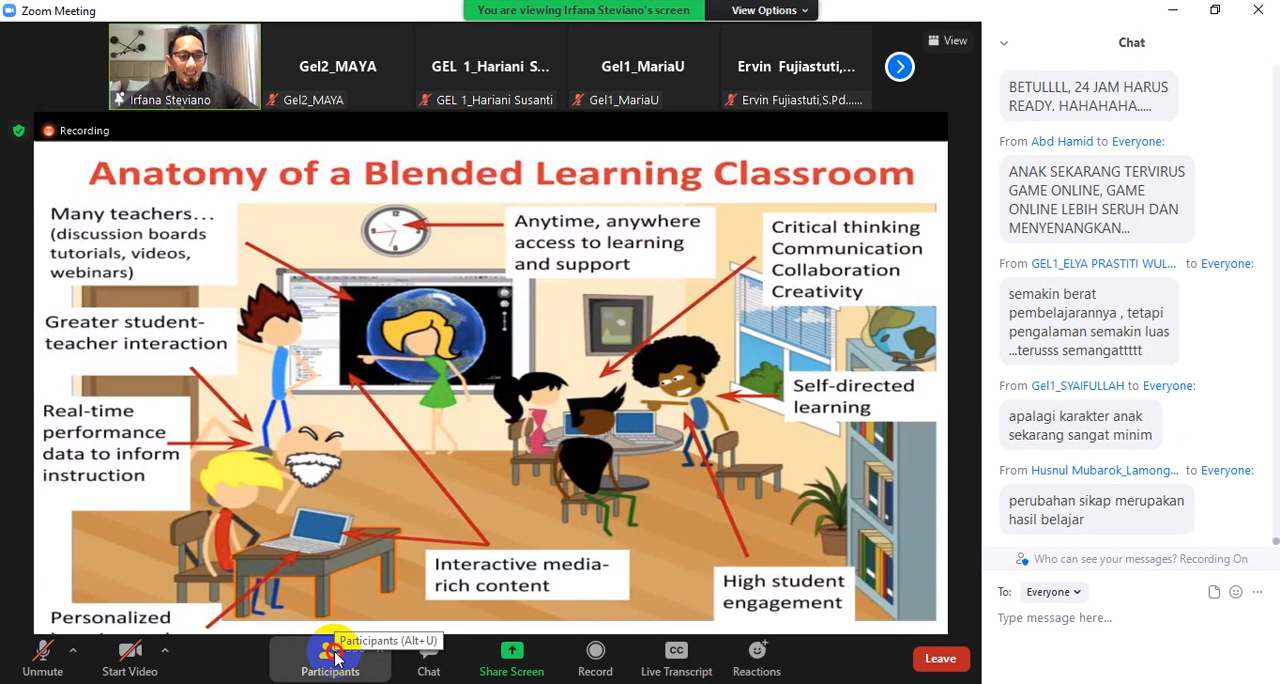 Zoom Meeting
You are viewing Irfana Steviano's screen
View Options
Irfana Steviano
Gel2_MAYA
Gel2_MAYA
GEL 1_Hariani S...
GEL 1_Hariani Susanti
Gel1_MariaU
Gel1_MariaU
Ervin Fujiastuti,...
Ervin Fujiastuti,S.Pd......
View
Recording
Anatomy of a Blended Learning Classroom
Many teachers...
(discussion boards
tutorials, videos,
webinars)
Anytime, anywhere
access to learning
and support
Critical thinking
Communication
Collaboration
Creativity
Greater student-
teacher interaction
Self-directed
learning
Real-time
performance
data to inform
instruction
Interactive media-
rich content
High student
engagement
Personalized
Participants (Alt+U)
Unmute
Start Video
Participants
Chat
Share Screen
Record
CC
Live Transcript
Reactions
Leave
Chat
BETULLLL, 24 JAM HARUS
READY. HAHAHAHA.....
From Abd Hamid to Everyone:
ANAK SEKARANG TERVIRUS
GAME ONLINE, GAME
ONLINE LEBIH SERUH DAN
MENYENANGKAN...
From GEL1_ELYA PRASTITI WUL... to Everyone:
semakin berat
pembelajarannya , tetapi
pengalaman semakin luas
...terusss semangattttt
From Gel1_SYAIFULLAH to Everyone:
apalagi karakter anak
sekarang sangat minim
From Husnul Mubarok_Lamong... to Everyone:
perubahan sikap merupakan
hasil belajar
Who can see your messages? Recording On
To: Everyone
Type message here...